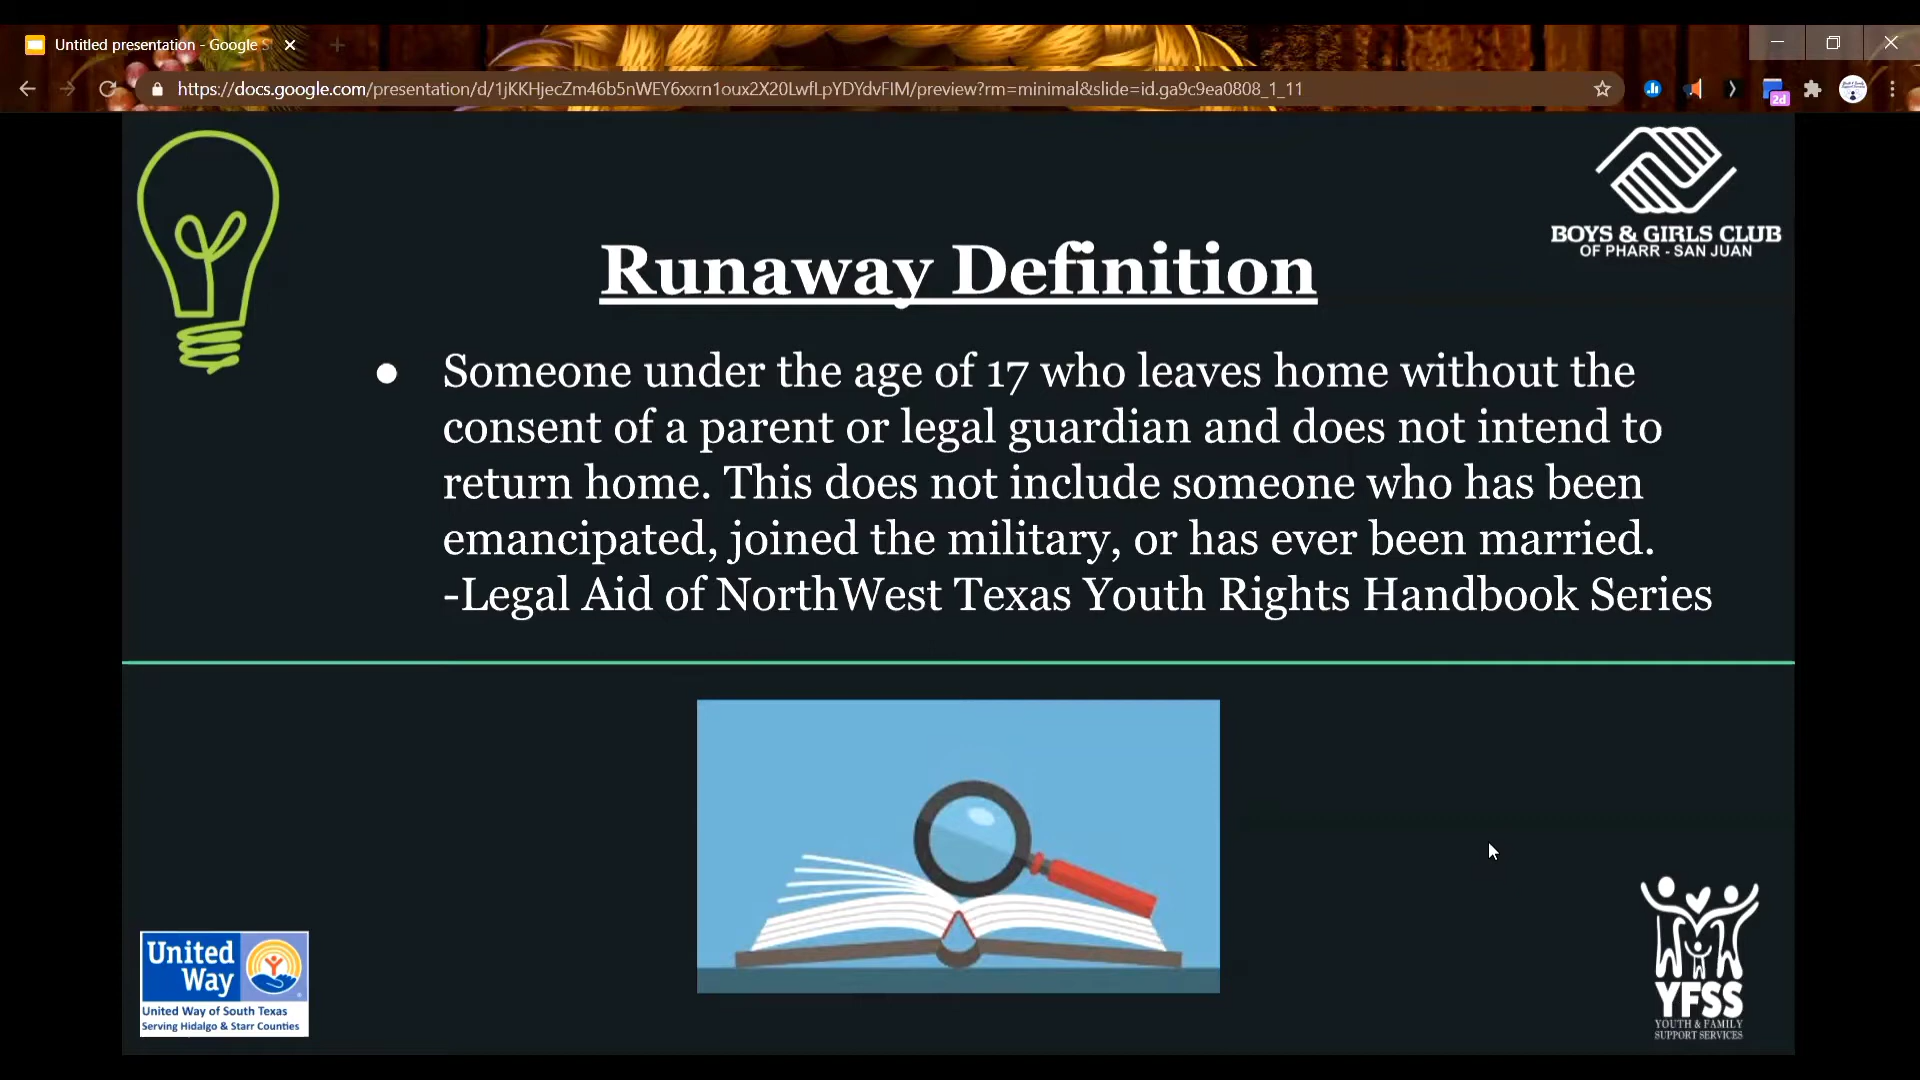 Untitled presentation - Google S
https://docs.google.com/presentation/d/1jKKHjecZm46b5nWEY6xxrn1oux2X20LwfLpYDYdvFIM/preview?rm=minimal&slide=id.ga9c9ea0808_1_11
2d
BOYS & GIRLS CLUB
OF PHARR - SAN JUAN
Runaway Definition
● Someone under the age of 17 who leaves home without the
consent of a parent or legal guardian and does not intend to
return home. This does not include someone who has been
emancipated, joined the military, or has ever been married.
-Legal Aid of NorthWest Texas Youth Rights Handbook Series
United
Way
United Way of South Texas
Serving Hidalgo & Starr Counties
YFSS
YOUTH & FAMILY
SUPPORT SERVICES